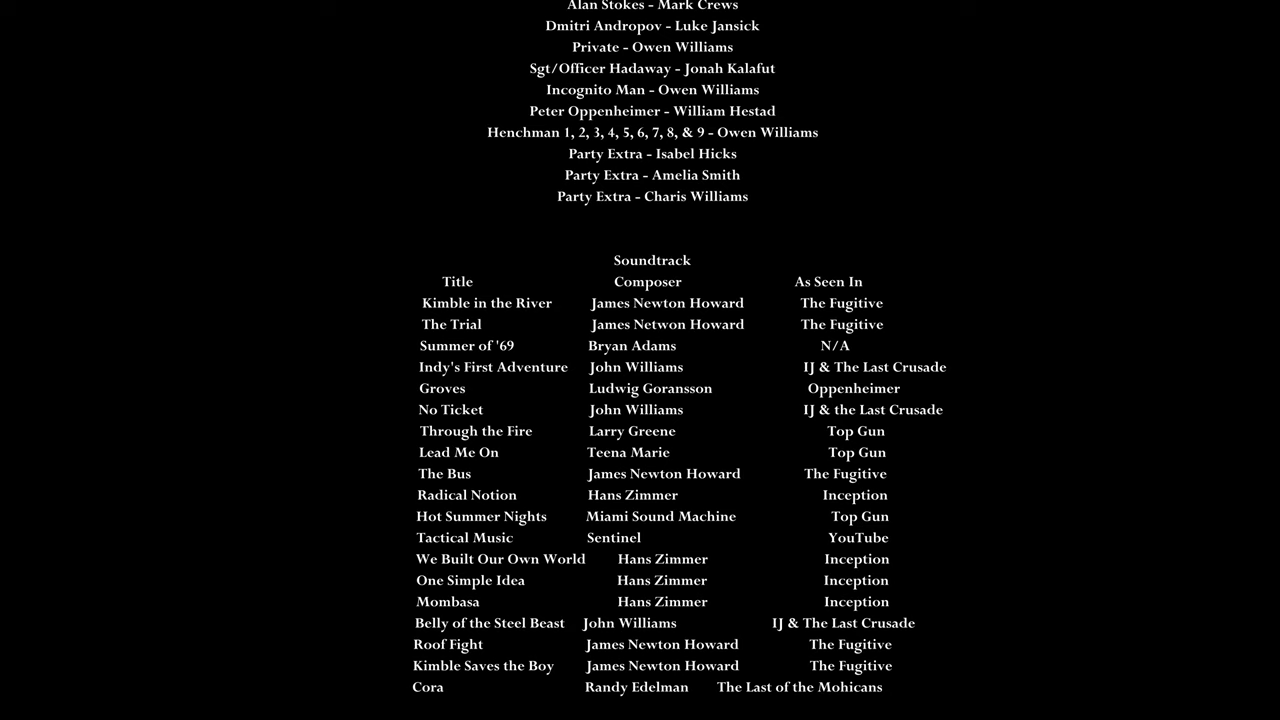 Alan Stokes - Mark Crews
Dmitri Andropov - Luke Jansick
Private - Owen Williams
Sgt/Officer Hadaway - Jonah Kalafut
Incognito Man - Owen Williams
Peter Oppenheimer - William Hestad
Henchman 1, 2, 3, 4, 5, 6, 7, 8, & 9 - Owen Williams
Party Extra - Isabel Hicks
Party Extra - Amelia Smith
Party Extra - Charis Williams
Soundtrack
Title Composer As Seen In
Kimble in the River James Newton Howard The Fugitive
The Trial James Netwon Howard The Fugitive
Summer of '69 Bryan Adams N/A
Indy's First Adventure John Williams IJ & The Last Crusade
Groves Ludwig Goransson Oppenheimer
No Ticket John Williams IJ & the Last Crusade
Through the Fire Larry Greene Top Gun
Lead Me On Teena Marie Top Gun
The Bus James Newton Howard The Fugitive
Radical Notion Hans Zimmer Inception
Hot Summer Nights Miami Sound Machine Top Gun
Tactical Music Sentinel YouTube
We Built Our Own World Hans Zimmer Inception
One Simple Idea Hans Zimmer Inception
Mombasa Hans Zimmer Inception
Belly of the Steel Beast John Williams IJ & The Last Crusade
Roof Fight James Newton Howard The Fugitive
Kimble Saves the Boy James Newton Howard The Fugitive
Cora Randy Edelman The Last of the Mohicans